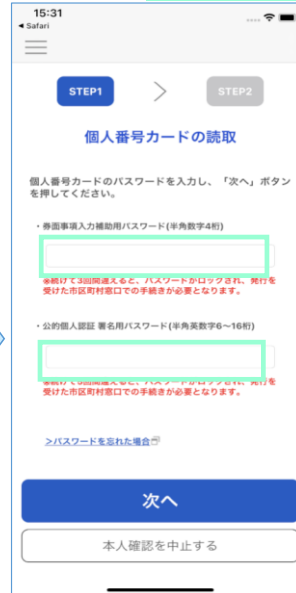 15:31
◀ Safari
STEP1
STEP2
個人番号カードの読取
個人番号カードのパスワードを入力し、「次へ」ボタン
を押してください。
・券面事項入力補助用パスワード(半角数字4桁)
※続けて3回間違えると、パスワードがロックされ、発行を
受けた市区町村窓口での手続きが必要となります。
・公的個人認証 署名用パスワード(半角英数字6〜16桁)
※続けて5回間違えると、パスワードがロックされ、発行を
受けた市区町村窓口での手続きが必要となります。
>パスワードを忘れた場合
次へ
本人確認を中止する